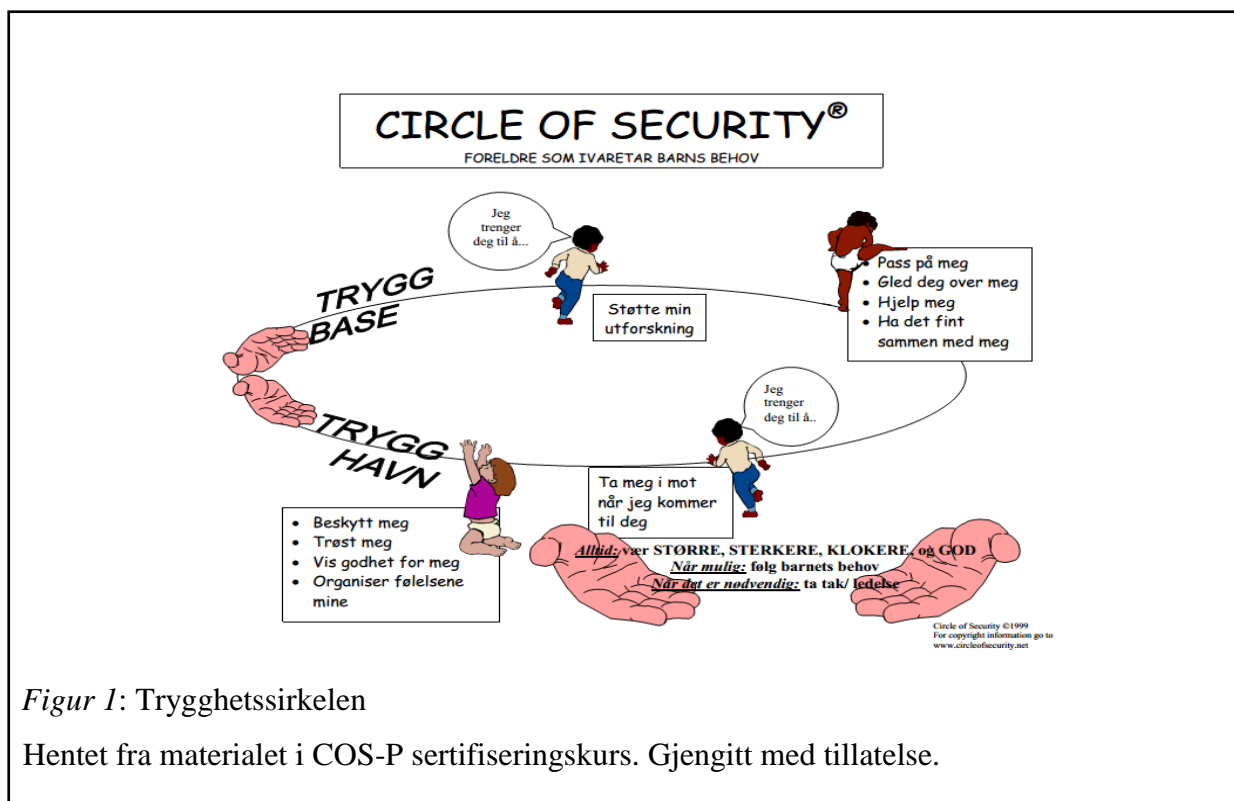 CIRCLE OF SECURITY®
FORELDRE SOM IVARETAR BARNS BEHOV
Jeg
trenger
deg til å...
TRYGG
BASE
Støtte min
utforskning
• Pass på meg
• Gled deg over meg
• Hjelp meg
• Ha det fint
sammen med meg
Jeg
trenger
deg til å..
TRYGG
HAVN
Ta meg i mot
når jeg kommer
til deg
• Beskytt meg
• Trøst meg
• Vis godhet for meg
• Organiser følelsene
mine
Alltid: vær STØRRE, STERKERE, KLOKERE, og GOD
Når mulig: følg barnets behov
Når det er nødvendig: ta tak/ ledelse
Circle of Security ©1999
For copyright information go to
www.circleofsecurity.net
Figur 1: Trygghetssirkelen
Hentet fra materialet i COS-P sertifiseringskurs. Gjengitt med tillatelse.